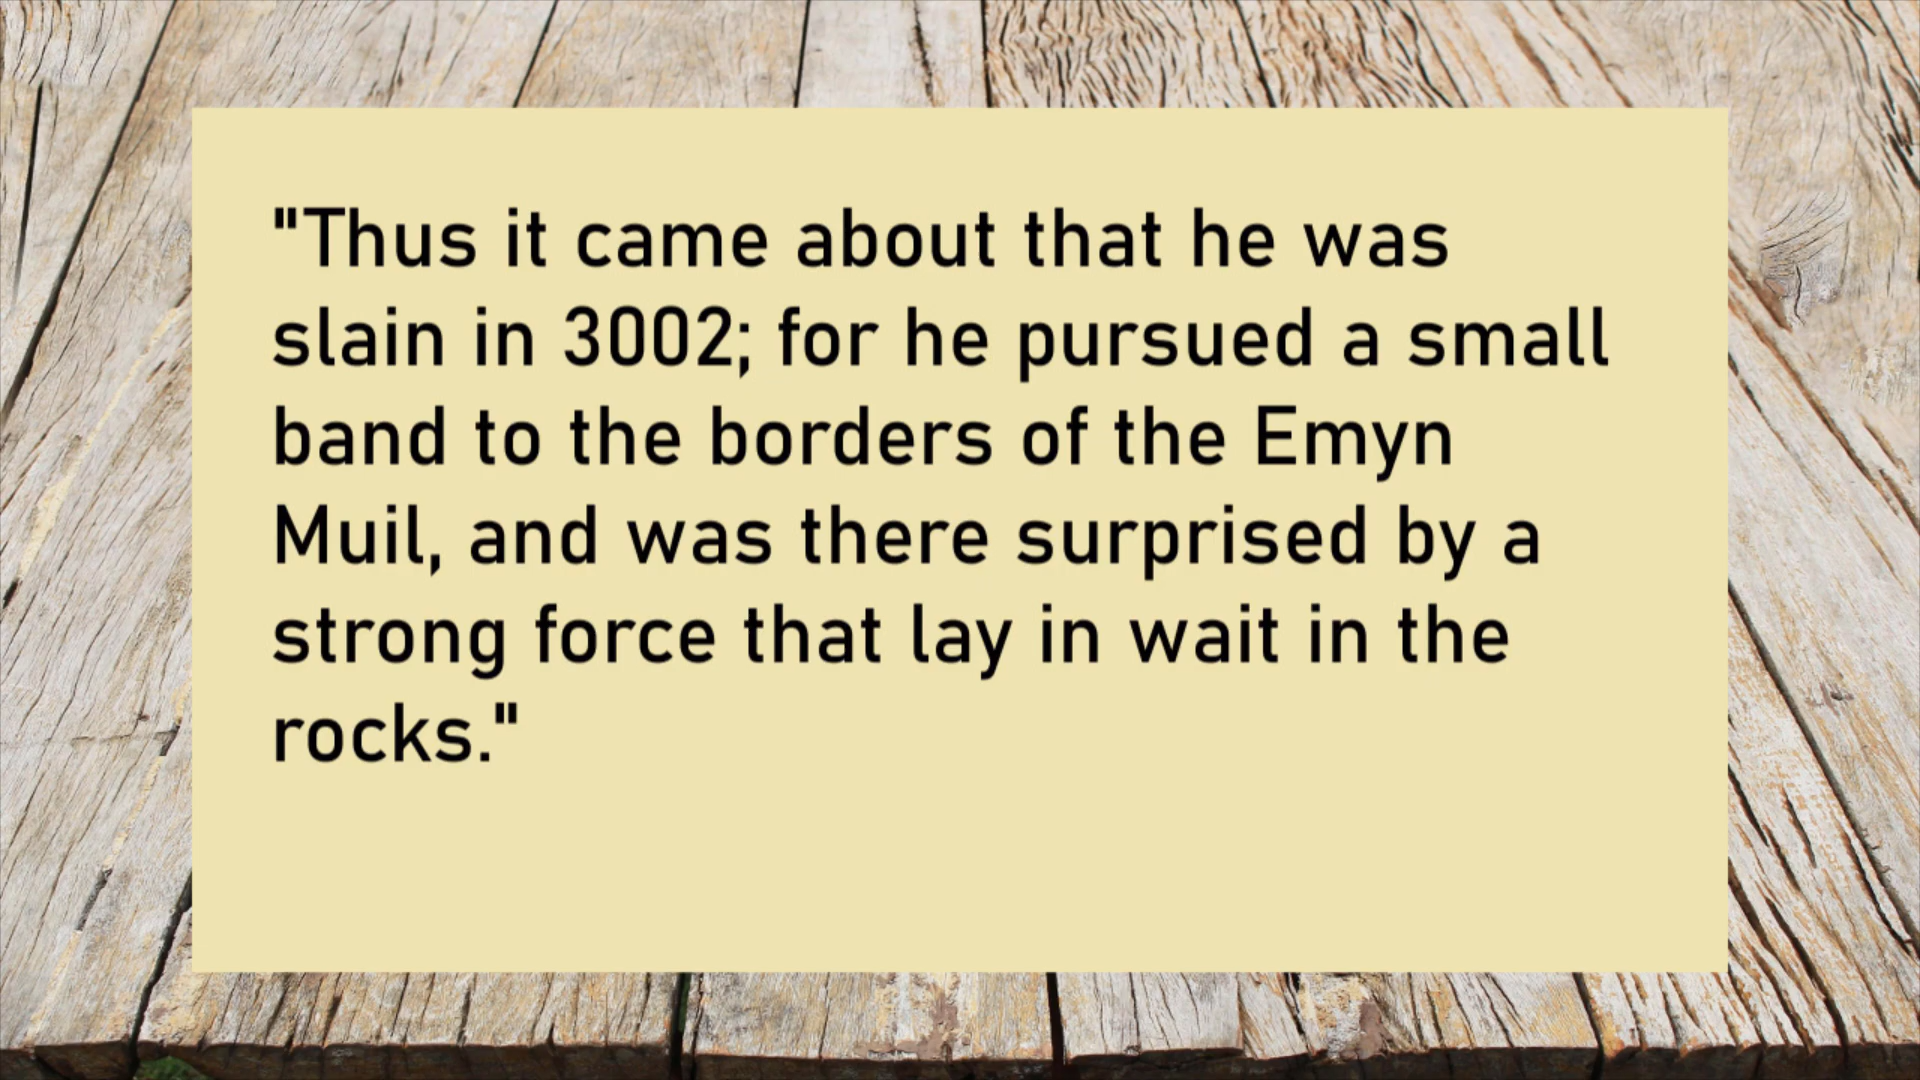 "Thus it came about that he was
slain in 3002; for he pursued a small
band to the borders of the Emyn
Muil, and was there surprised by a
strong force that lay in wait in the
rocks."